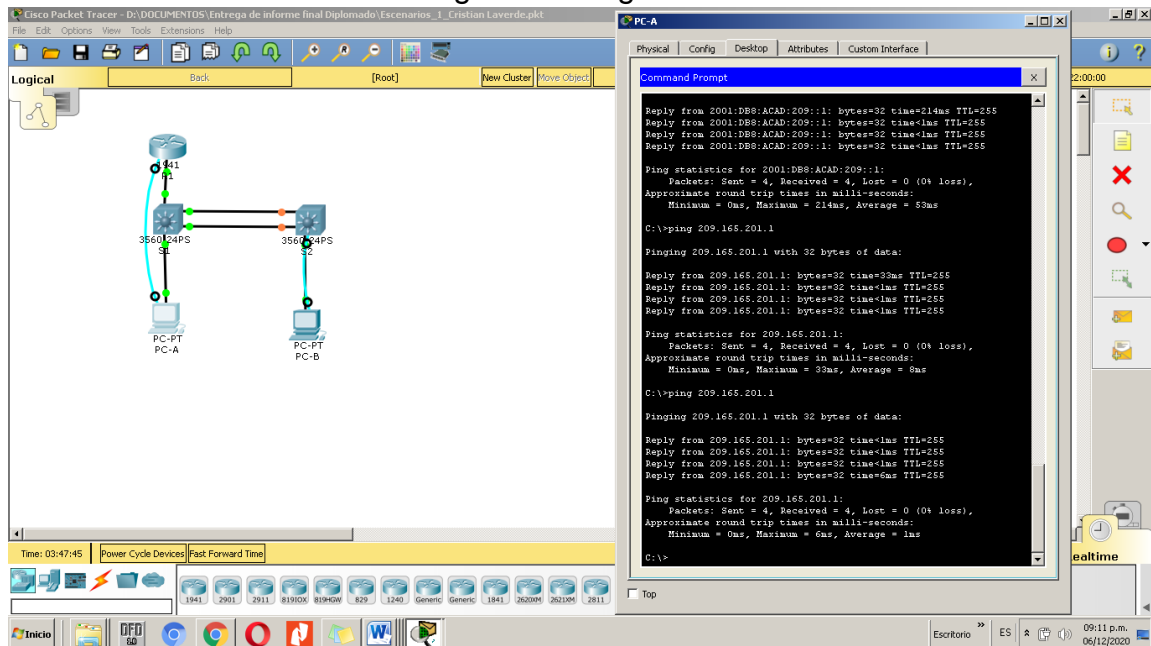 Cisco Packet Tracer - D:\DOCUMENTOS\Entrega de informe final Diplomado\Escenarios_1_Cristian Laverde.pkt
File Edit Options View Tools Extensions Help
Logical
Back
[Root]
New Cluster
Move Object
22:00:00
1941
R1
3560-24PS
S1
3560-24PS
S2
PC-PT
PC-A
PC-PT
PC-B
PC-A
Physical Config Desktop Attributes Custom Interface
Command Prompt
X
Reply from 2001:DB8:ACAD:209::1: bytes=32 time=214ms TTL=255
Reply from 2001:DB8:ACAD:209::1: bytes=32 time<1ms TTL=255
Reply from 2001:DB8:ACAD:209::1: bytes=32 time<1ms TTL=255
Reply from 2001:DB8:ACAD:209::1: bytes=32 time<1ms TTL=255
Ping statistics for 2001:DB8:ACAD:209::1:
Packets: Sent = 4, Received = 4, Lost = 0 (0% loss),
Approximate round trip times in milli-seconds:
Minimum = 0ms, Maximum = 214ms, Average = 53ms
C:\>ping 209.165.201.1
Pinging 209.165.201.1 with 32 bytes of data:
Reply from 209.165.201.1: bytes=32 time=33ms TTL=255
Reply from 209.165.201.1: bytes=32 time<1ms TTL=255
Reply from 209.165.201.1: bytes=32 time<1ms TTL=255
Reply from 209.165.201.1: bytes=32 time<1ms TTL=255
Ping statistics for 209.165.201.1:
Packets: Sent = 4, Received = 4, Lost = 0 (0% loss),
Approximate round trip times in milli-seconds:
Minimum = 0ms, Maximum = 33ms, Average = 8ms
C:\>ping 209.165.201.1
Pinging 209.165.201.1 with 32 bytes of data:
Reply from 209.165.201.1: bytes=32 time<1ms TTL=255
Reply from 209.165.201.1: bytes=32 time<1ms TTL=255
Reply from 209.165.201.1: bytes=32 time<1ms TTL=255
Reply from 209.165.201.1: bytes=32 time=6ms TTL=255
Ping statistics for 209.165.201.1:
Packets: Sent = 4, Received = 4, Lost = 0 (0% loss),
Approximate round trip times in milli-seconds:
Minimum = 0ms, Maximum = 6ms, Average = 1ms
C:\>
Top
Time: 03:47:45
Power Cycle Devices
Fast Forward Time
ealtime
1941 2901 2911 819IOX 819HGW 829 1240 Generic Generic 1841 2620XM 2621XM 2811
Inicio
DFD
Escritorio
ES
09:11 p.m.
06/12/2020